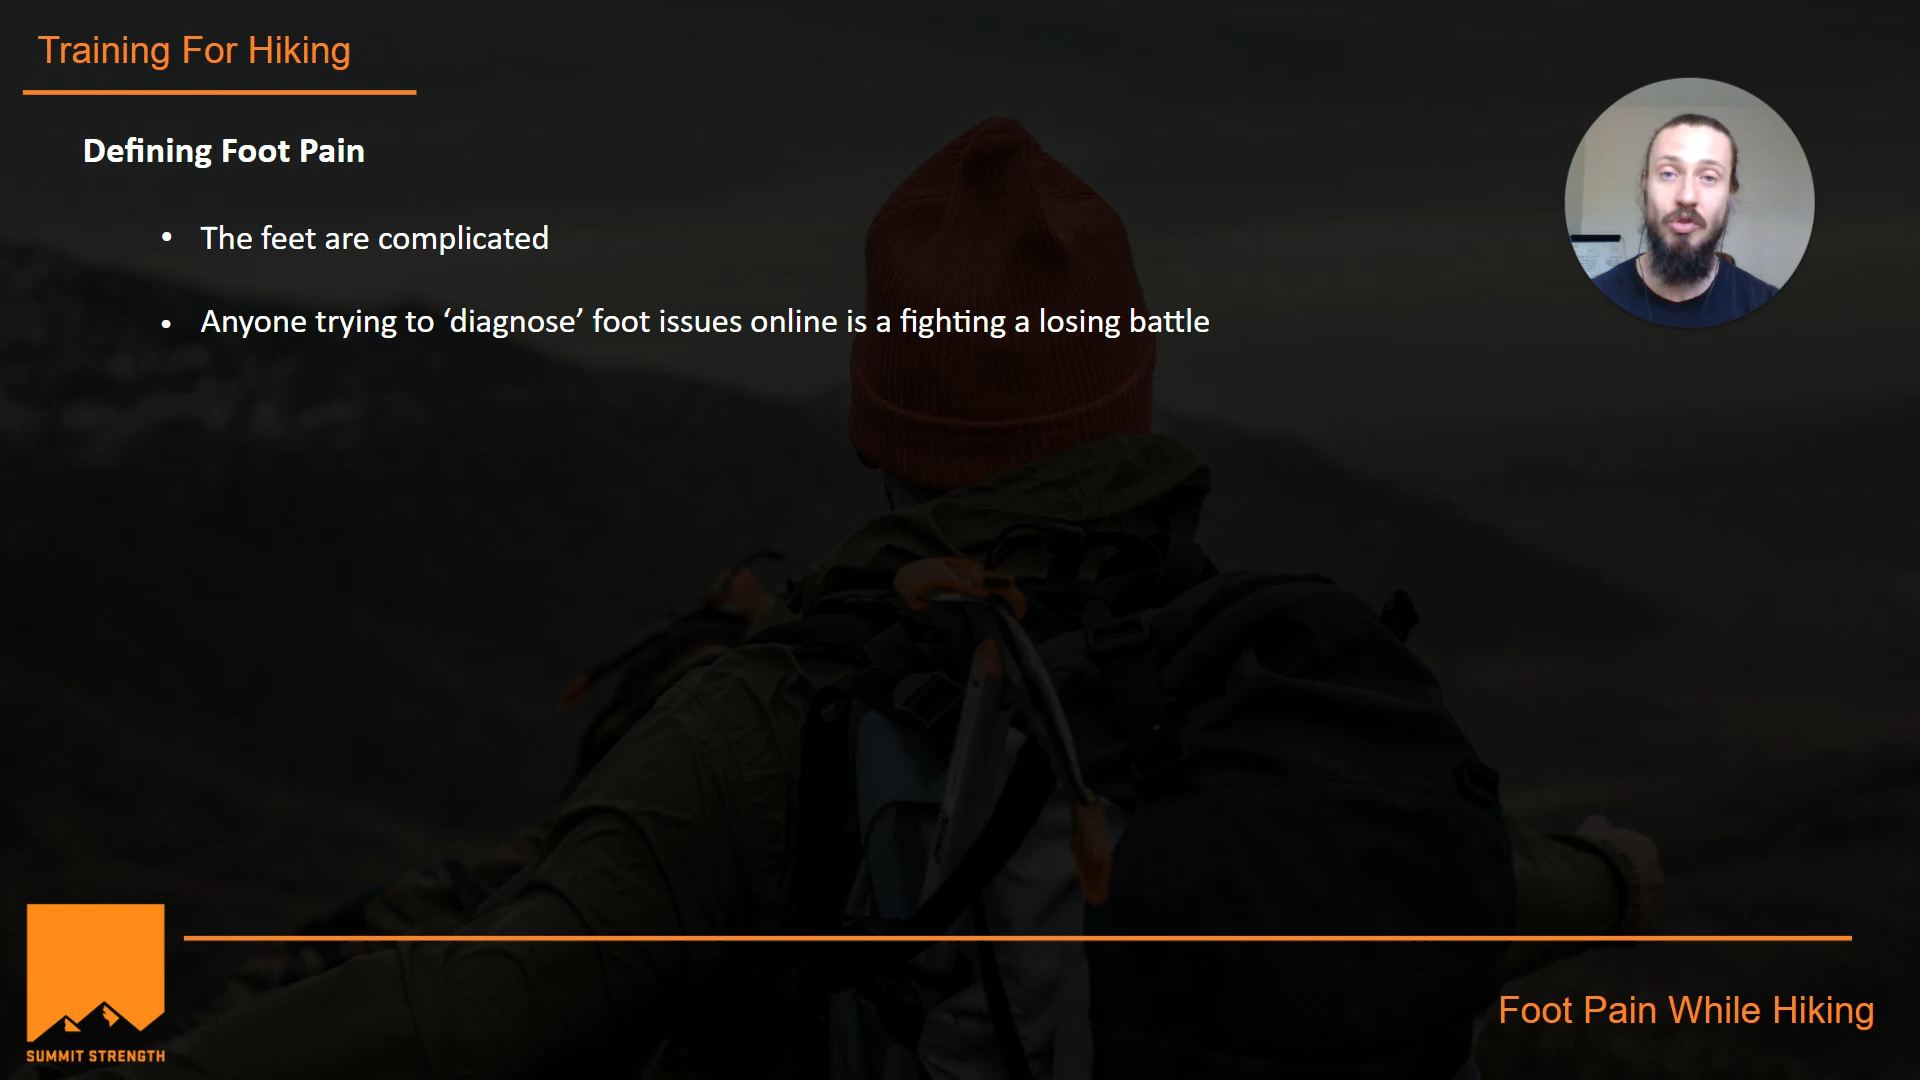 Training For Hiking
Defining Foot Pain
• The feet are complicated
• Anyone trying to ‘diagnose’ foot issues online is a fighting a losing battle
SUMMIT STRENGTH
Foot Pain While Hiking